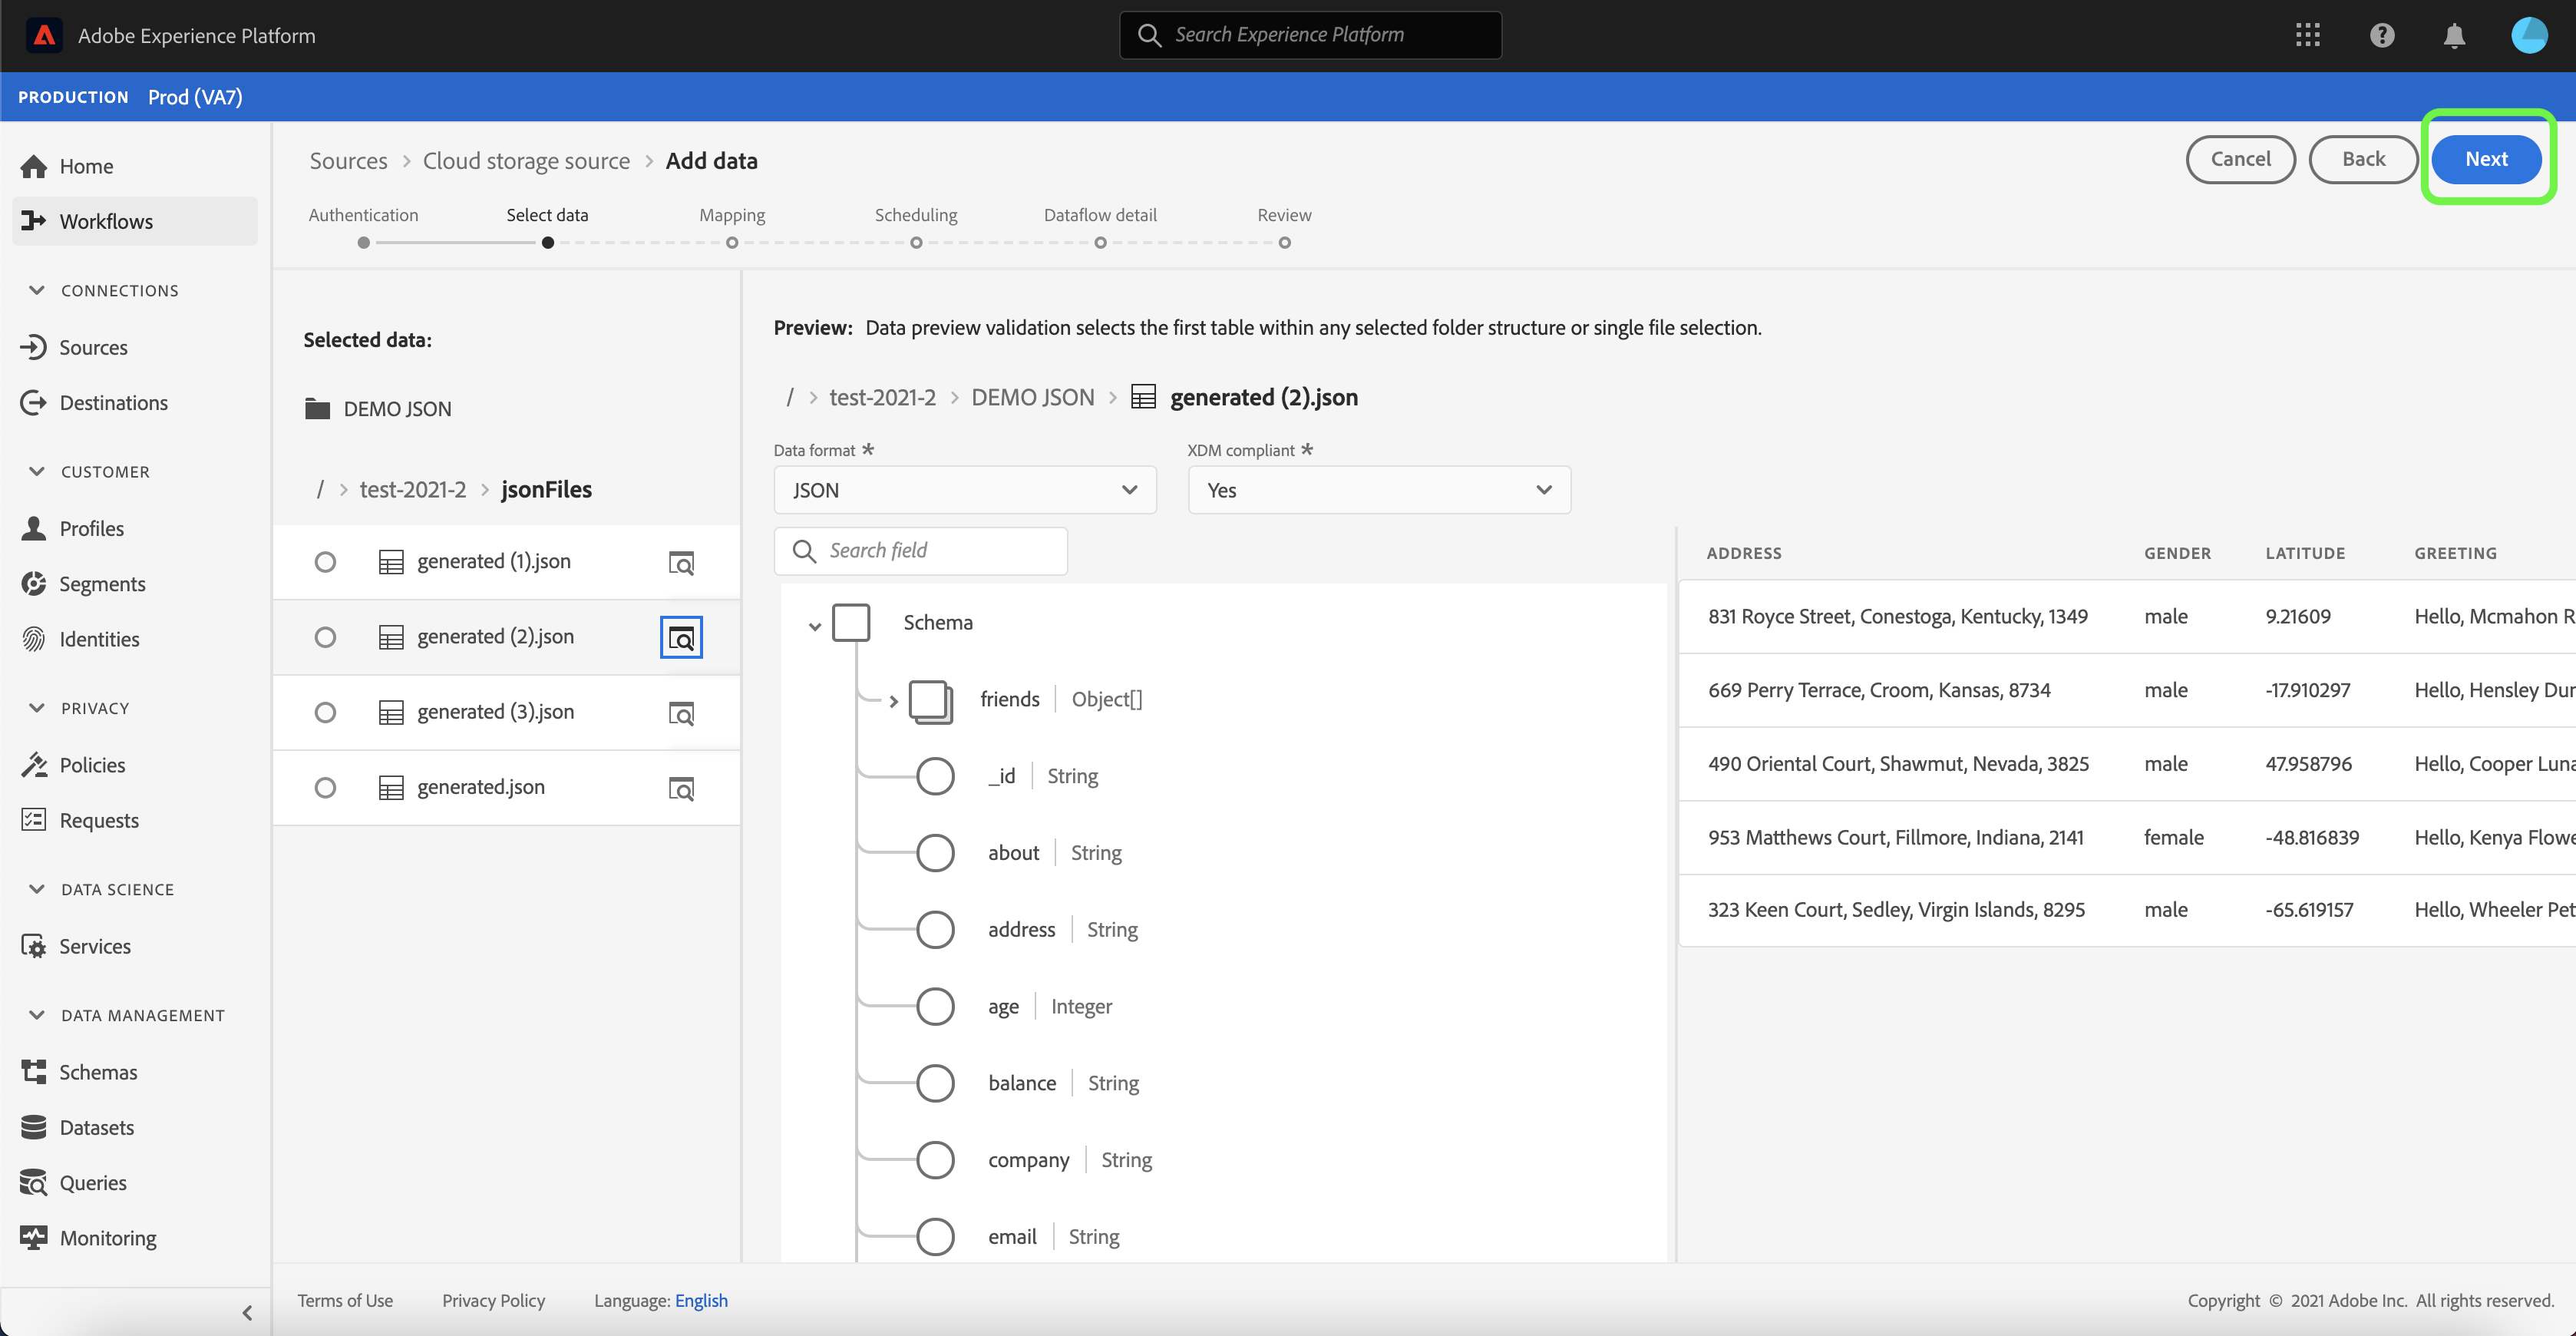 Adobe Experience Platform
Search Experience Platform
PRODUCTION Prod (VA7)
Home
Workflows
CONNECTIONS
Sources
Destinations
CUSTOMER
Profiles
Segments
Identities
PRIVACY
Policies
Requests
DATA SCIENCE
Services
DATA MANAGEMENT
Schemas
Datasets
Queries
Monitoring
Sources > Cloud storage source > Add data
Cancel Back Next
Authentication Select data Mapping Scheduling Dataflow detail Review
Selected data:
DEMO JSON
/ > test-2021-2 > jsonFiles
generated (1).json
generated (2).json
generated (3).json
generated.json
Preview: Data preview validation selects the first table within any selected folder structure or single file selection.
/ > test-2021-2 > DEMO JSON > generated (2).json
Data format * XDM compliant *
JSON Yes
Search field
Schema
friends Object[]
_id String
about String
address String
age Integer
balance String
company String
email String
ADDRESS GENDER LATITUDE GREETING
831 Royce Street, Conestoga, Kentucky, 1349 male 9.21609 Hello, Mcmahon R
669 Perry Terrace, Croom, Kansas, 8734 male -17.910297 Hello, Hensley Dur
490 Oriental Court, Shawmut, Nevada, 3825 male 47.958796 Hello, Cooper Luna
953 Matthews Court, Fillmore, Indiana, 2141 female -48.816839 Hello, Kenya Flowe
323 Keen Court, Sedley, Virgin Islands, 8295 male -65.619157 Hello, Wheeler Pet
Terms of Use Privacy Policy Language: English
Copyright © 2021 Adobe Inc. All rights reserved.